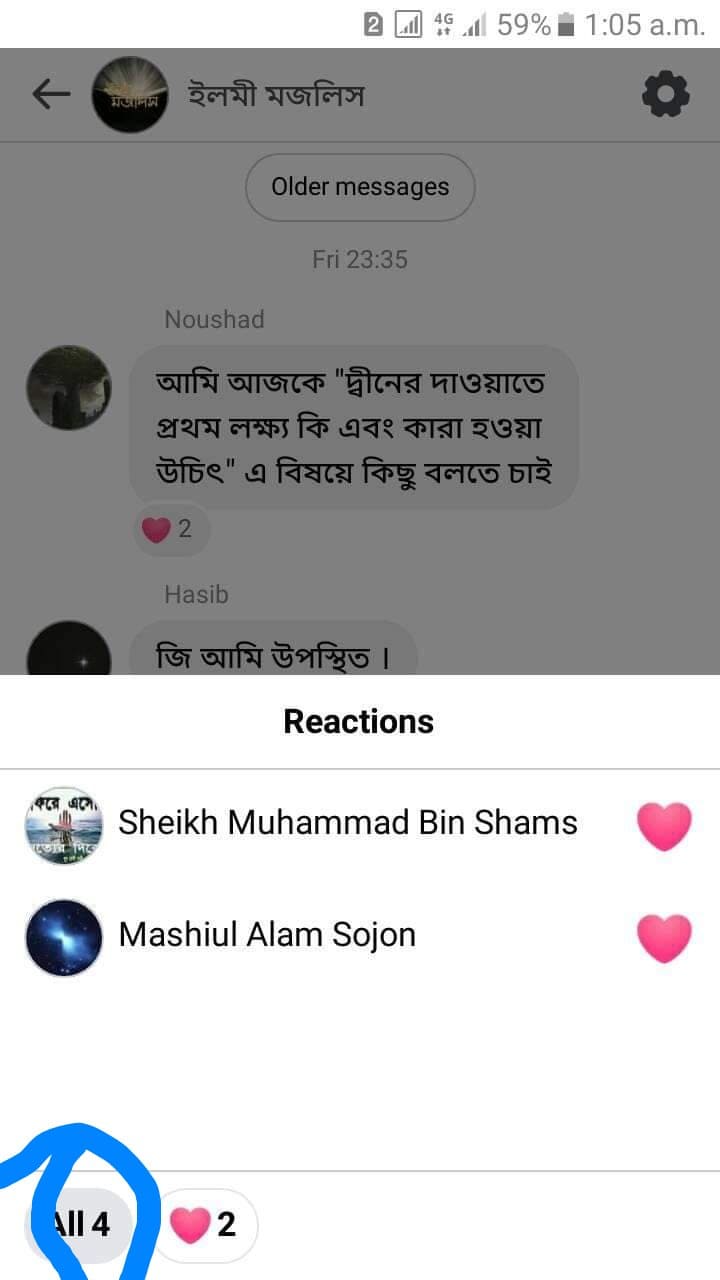 2 4G 59% 1:05 a.m.
মজলিস
ইলমী মজলিস
Older messages
Fri 23:35
Noushad
আমি আজকে "দ্বীনের দাওয়াতে
প্রথম লক্ষ্য কি এবং কারা হওয়া
উচিৎ" এ বিষয়ে কিছু বলতে চাই
2
Hasib
জি আমি উপস্থিত ।
Reactions
Sheikh Muhammad Bin Shams
Mashiul Alam Sojon
All 4
2